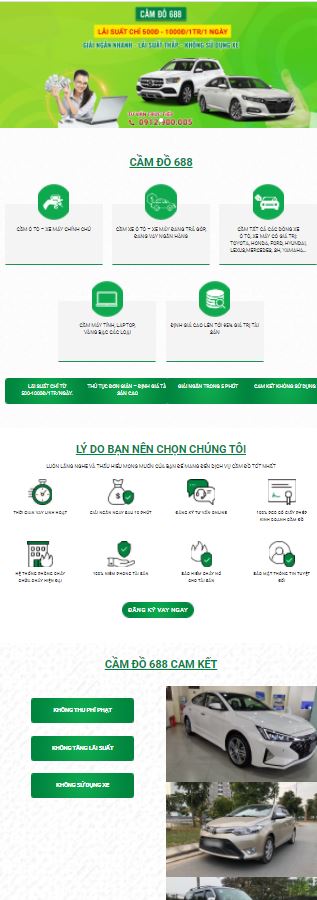 CẦM ĐỒ 688
LÃI SUẤT CHỈ 500Đ - 1000Đ/1TR/1 NGÀY
GIẢI NGÂN NHANH - LÃI SUẤT THẤP - KHÔNG SỬ DỤNG XE
TƯ VẤN TRỰC TIẾP
CẦM ĐỒ 688
CẦM Ô TÔ – XE MÁY CHÍNH CHỦ
CẦM XE Ô TÔ – XE MÁY ĐANG TRẢ GÓP,
ĐANG VAY NGÂN HÀNG
CẦM TẤT CẢ CÁC DÒNG XE
Ô TÔ, XE MÁY CÓ GIÁ TRỊ:
TOYOTA, HONDA, FORD, HYUNDAI,
LEXUS,MERCEDES, SH, YAMAHA..
CẦM MÁY TÍNH, LAPTOP,
VÀNG BẠC CÁC LOẠI
ĐỊNH GIÁ CAO LÊN TỚI 95% GIÁ TRỊ TÀI
SẢN
LÃI SUẤT CHỈ TỪ
500-1000Đ/1TR/NGÀY.
THỦ TỤC ĐƠN GIẢN – ĐỊNH GIÁ TÀI
SẢN CAO
GIẢI NGÂN TRONG 5 PHÚT
CAM KẾT KHÔNG SỬ DỤNG
LÝ DO BẠN NÊN CHỌN CHÚNG TÔI
LUÔN LẮNG NGHE VÀ THẤU HIỂU MONG MUỐN CỦA BẠN ĐỂ MANG ĐẾN DỊCH VỤ CẦM ĐỒ TỐT NHẤT
THỜI GIAN VAY LINH HOẠT
GIẢI NGÂN NGAY SAU 10 PHÚT
ĐĂNG KÝ TƯ VẤN ONLINE
100% ĐỀU CÓ GIẤY PHÉP
KINH DOANH CẦM ĐỒ
HỆ THỐNG PHÒNG CHÁY
CHỮA CHÁY HIỆN ĐẠI
100% NIÊM PHONG TÀI SẢN
BẢO HIỂM CHÁY NỔ
CHO TÀI SẢN
BẢO MẬT THÔNG TIN TUYỆT
ĐỐI
ĐĂNG KÝ VAY NGAY
CẦM ĐỒ 688 CAM KẾT
KHÔNG THU PHÍ PHẠT
KHÔNG TĂNG LÃI SUẤT
KHÔNG SỬ DỤNG XE